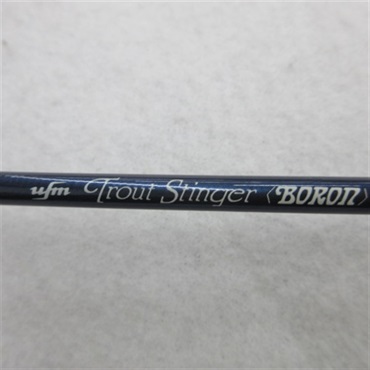 ufm Trout Stinger 〈BORON〉